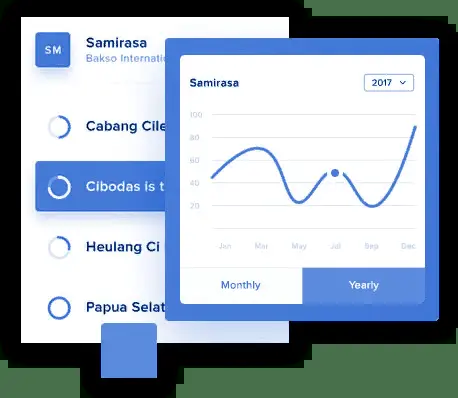 SM
Samirasa
Bakso Internatio
Cabang Cile
Cibodas is t
Heulang Ci
Papua Selat
Samirasa
2017
100
80
60
40
20
Jan Mar May Jul Sep Dec
Monthly Yearly